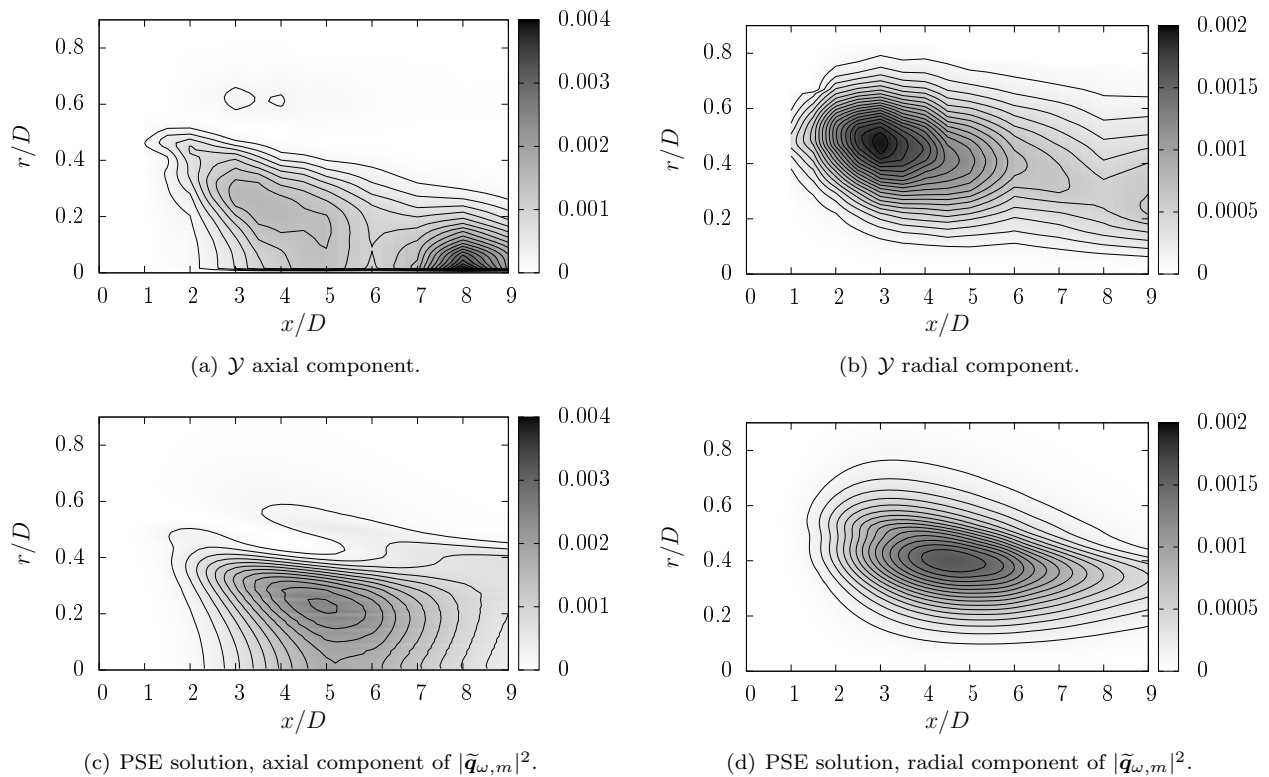 0.8
0.6
0.4
0.2
0
r/D
0 1 2 3 4 5 6 7 8 9
x/D
0.004
0.003
0.002
0.001
0
(a) 𝒴 axial component.
0.8
0.6
0.4
0.2
0
r/D
0 1 2 3 4 5 6 7 8 9
x/D
0.002
0.0015
0.001
0.0005
0
(b) 𝒴 radial component.
0.8
0.6
0.4
0.2
0
r/D
0 1 2 3 4 5 6 7 8 9
x/D
0.004
0.003
0.002
0.001
0
(c) PSE solution, axial component of |q̃_{ω,m}|².
0.8
0.6
0.4
0.2
0
r/D
0 1 2 3 4 5 6 7 8 9
x/D
0.002
0.0015
0.001
0.0005
0
(d) PSE solution, radial component of |q̃_{ω,m}|².